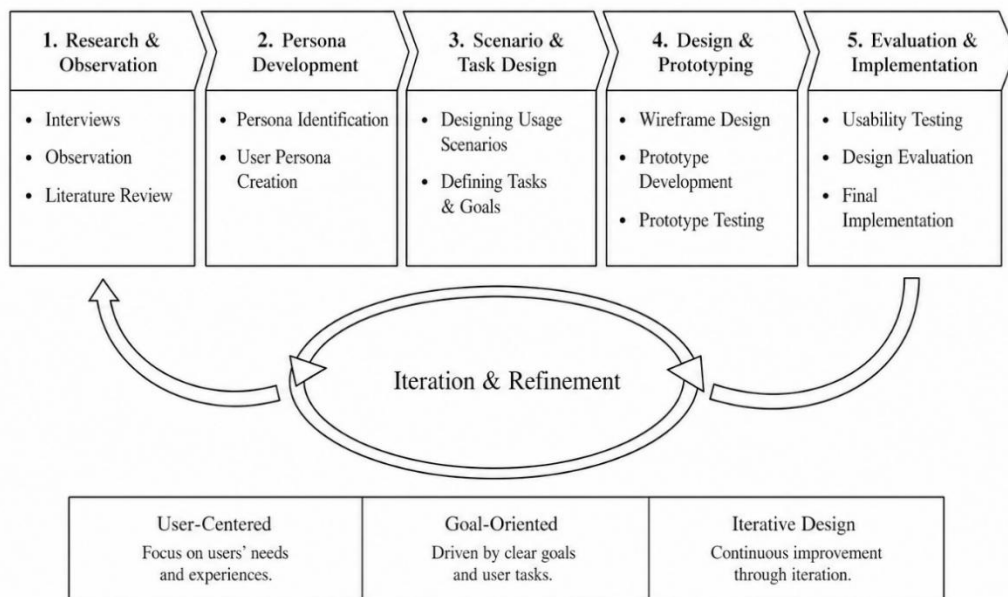 1. Research &
Observation
• Interviews
• Observation
• Literature Review
2. Persona
Development
• Persona Identification
• User Persona
Creation
3. Scenario &
Task Design
• Designing Usage
Scenarios
• Defining Tasks
& Goals
4. Design &
Prototyping
• Wireframe Design
• Prototype
Development
• Prototype Testing
5. Evaluation &
Implementation
• Usability Testing
• Design Evaluation
• Final
Implementation
Iteration & Refinement
User-Centered
Focus on users' needs
and experiences.
Goal-Oriented
Driven by clear goals
and user tasks.
Iterative Design
Continuous improvement
through iteration.